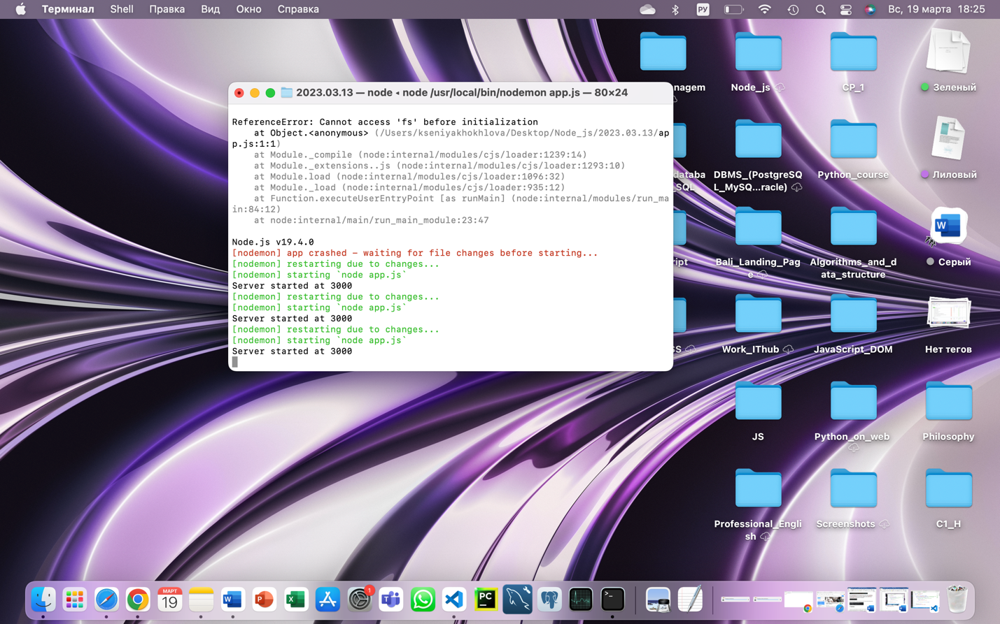 Терминал Shell Правка Вид Окно Справка РУ Вс, 19 марта 18:25
2023.03.13 — node ◂ node /usr/local/bin/nodemon app.js — 80×24
ReferenceError: Cannot access 'fs' before initialization
at Object.<anonymous> (/Users/kseniyakhokhlova/Desktop/Node_js/2023.03.13/ap
p.js:1:1)
at Module._compile (node:internal/modules/cjs/loader:1239:14)
at Module._extensions..js (node:internal/modules/cjs/loader:1293:10)
at Module.load (node:internal/modules/cjs/loader:1096:32)
at Module._load (node:internal/modules/cjs/loader:935:12)
at Function.executeUserEntryPoint [as runMain] (node:internal/modules/run_ma
in:84:12)
at node:internal/main/run_main_module:23:47
Node.js v19.4.0
[nodemon] app crashed - waiting for file changes before starting...
[nodemon] restarting due to changes...
[nodemon] starting `node app.js`
Server started at 3000
[nodemon] restarting due to changes...
[nodemon] starting `node app.js`
Server started at 3000
[nodemon] restarting due to changes...
[nodemon] starting `node app.js`
Server started at 3000
nagem
Node_js
CP_1
Зеленый
databa
_SQL
DBMS_(PostgreSQ
L_MySQ...racle)
Python_course
Лиловый
ript
Bali_Landing_Pag
e
Algorithms_and_d
ata_structure
W
Серый
SS
Work_IThub
JavaScript_DOM
Нет тегов
JS
Python_on_web
Philosophy
Professional_Engli
sh
Screenshots
C1_H
МАРТ
19
W
P
X
1
T
PC
>_